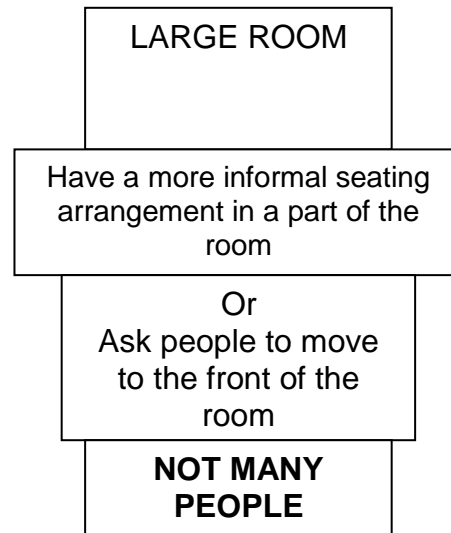 LARGE ROOM
Have a more informal seating
arrangement in a part of the
room
Or
Ask people to move
to the front of the
room
NOT MANY
PEOPLE